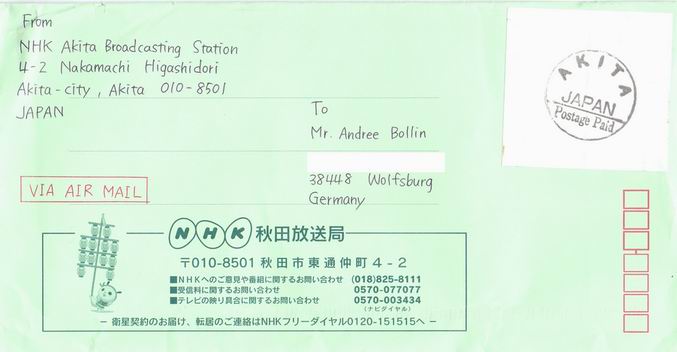 From
NHK Akita Broadcasting Station
4-2 Nakamachi Higashidori
Akita-city, Akita 010-8501
JAPAN
AKITA
JAPAN
Postage Paid
To
Mr. Andree Bollin
38448 Wolfsburg
Germany
VIA AIR MAIL
NHK 秋田放送局
〒010-8501 秋田市東通仲町4-2
■NHKへのご意見や番組に関するお問い合わせ (018)825-8111
■受信料に関するお問い合わせ 0570-077077
■テレビの映り具合に関するお問い合わせ 0570-003434
(ナビダイヤル)
− 衛星契約のお届け、転居のご連絡はNHKフリーダイヤル0120-151515へ −